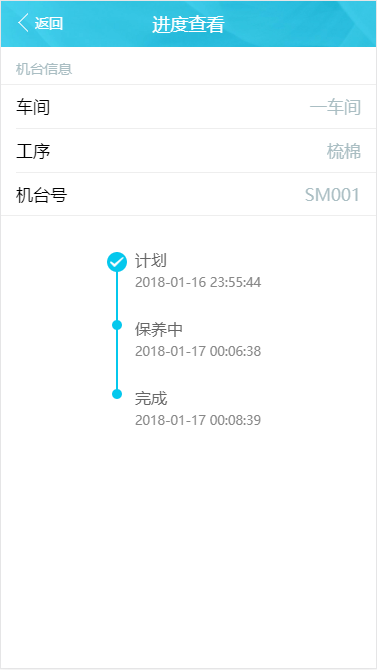 返回
进度查看
机台信息
车间 一车间
工序 梳棉
机台号 SM001
计划
2018-01-16 23:55:44
保养中
2018-01-17 00:06:38
完成
2018-01-17 00:08:39